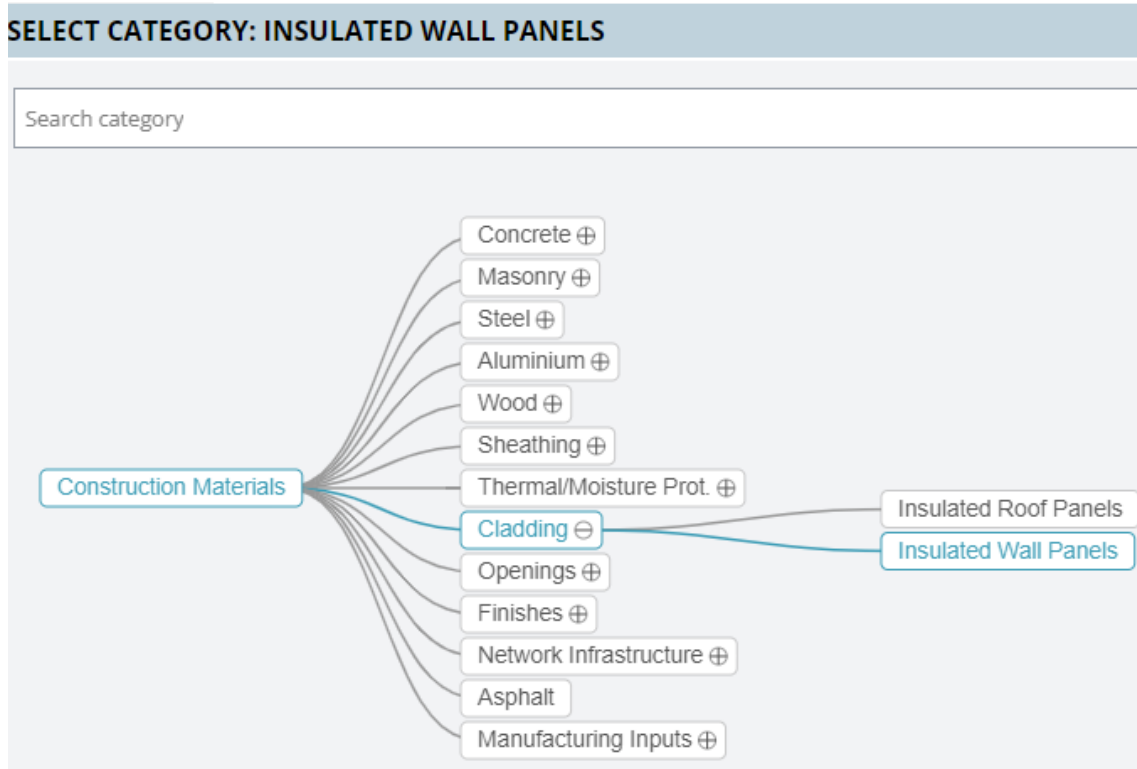 SELECT CATEGORY: INSULATED WALL PANELS
Search category
Construction Materials
Concrete
Masonry
Steel
Aluminium
Wood
Sheathing
Thermal/Moisture Prot.
Cladding
Openings
Finishes
Network Infrastructure
Asphalt
Manufacturing Inputs
Insulated Roof Panels
Insulated Wall Panels